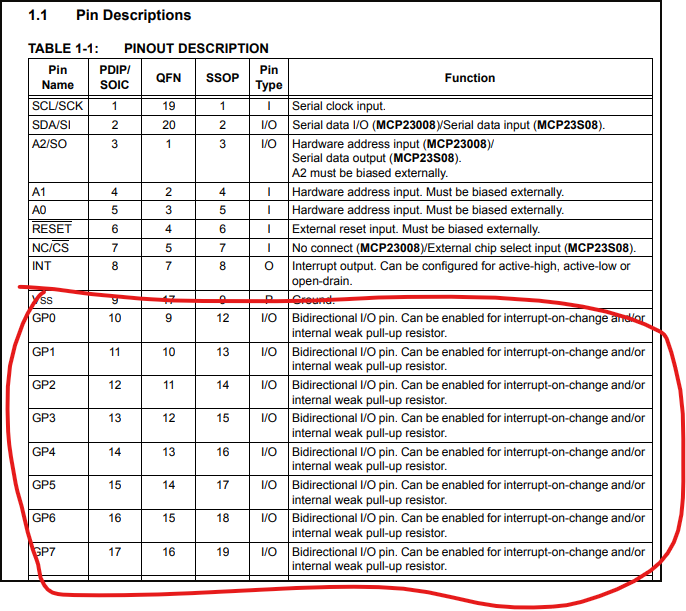 1.1 Pin Descriptions
TABLE 1-1: PINOUT DESCRIPTION
Pin Name PDIP/SOIC QFN SSOP Pin Type Function
SCL/SCK 1 19 1 I Serial clock input.
SDA/SI 2 20 2 I/O Serial data I/O (MCP23008)/Serial data input (MCP23S08).
A2/SO 3 1 3 I/O Hardware address input (MCP23008)/
Serial data output (MCP23S08).
A2 must be biased externally.
A1 4 2 4 I Hardware address input. Must be biased externally.
A0 5 3 5 I Hardware address input. Must be biased externally.
RESET 6 4 6 I External reset input. Must be biased externally.
NC/CS 7 5 7 I No connect (MCP23008)/External chip select input (MCP23S08).
INT 8 7 8 O Interrupt output. Can be configured for active-high, active-low or
open-drain.
Vss 9 17 9 P Ground.
GP0 10 9 12 I/O Bidirectional I/O pin. Can be enabled for interrupt-on-change and/or
internal weak pull-up resistor.
GP1 11 10 13 I/O Bidirectional I/O pin. Can be enabled for interrupt-on-change and/or
internal weak pull-up resistor.
GP2 12 11 14 I/O Bidirectional I/O pin. Can be enabled for interrupt-on-change and/or
internal weak pull-up resistor.
GP3 13 12 15 I/O Bidirectional I/O pin. Can be enabled for interrupt-on-change and/or
internal weak pull-up resistor.
GP4 14 13 16 I/O Bidirectional I/O pin. Can be enabled for interrupt-on-change and/or
internal weak pull-up resistor.
GP5 15 14 17 I/O Bidirectional I/O pin. Can be enabled for interrupt-on-change and/or
internal weak pull-up resistor.
GP6 16 15 18 I/O Bidirectional I/O pin. Can be enabled for interrupt-on-change and/or
internal weak pull-up resistor.
GP7 17 16 19 I/O Bidirectional I/O pin. Can be enabled for interrupt-on-change and/or
internal weak pull-up resistor.